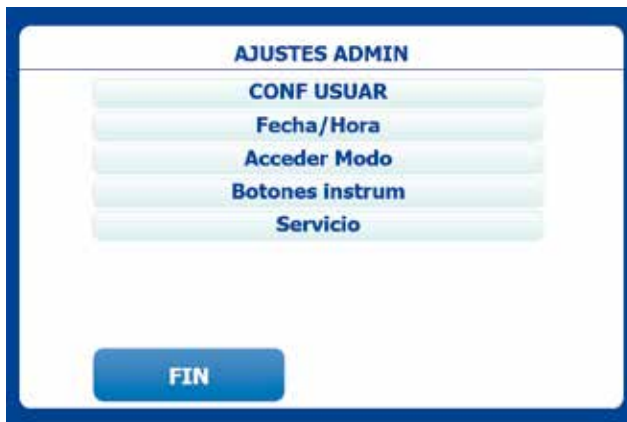 AJUSTES ADMIN
CONF USUAR
Fecha/Hora
Acceder Modo
Botones instrum
Servicio
FIN